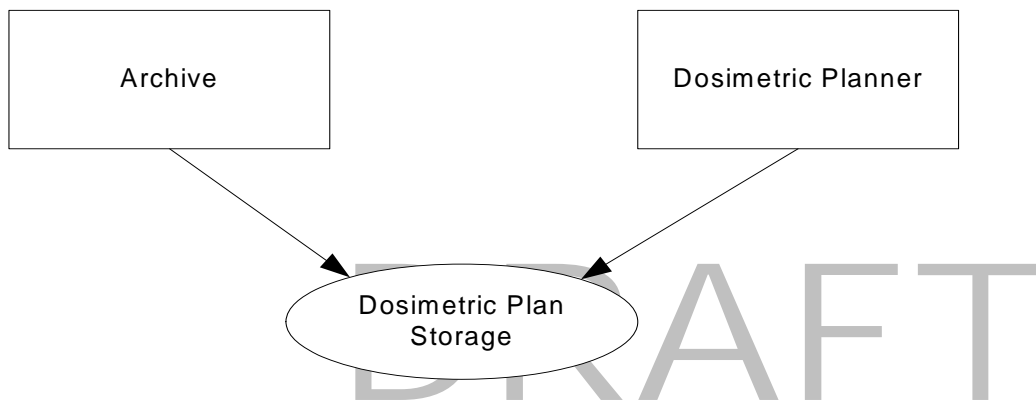 Archive
Dosimetric Planner
Dosimetric Plan
Storage
DRAFT